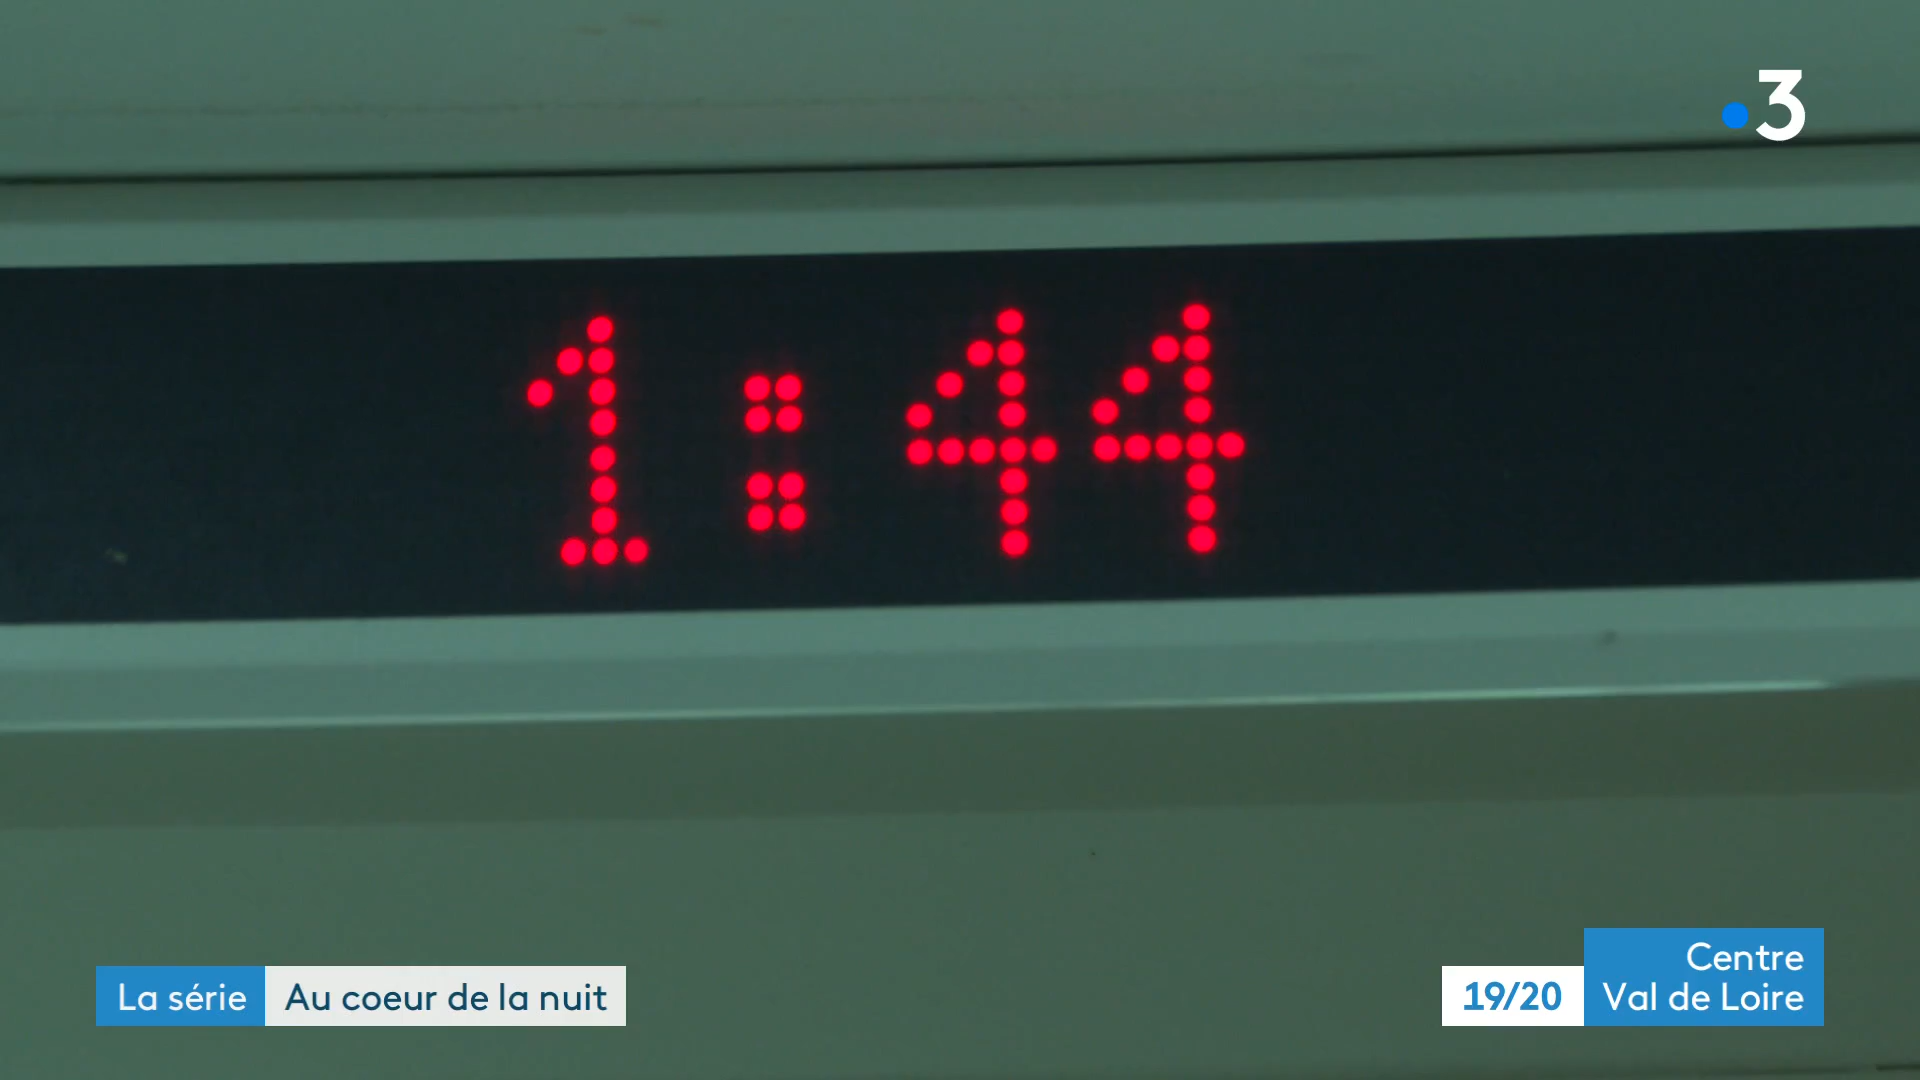 3
1:44
La série Au coeur de la nuit
19/20 Centre
Val de Loire